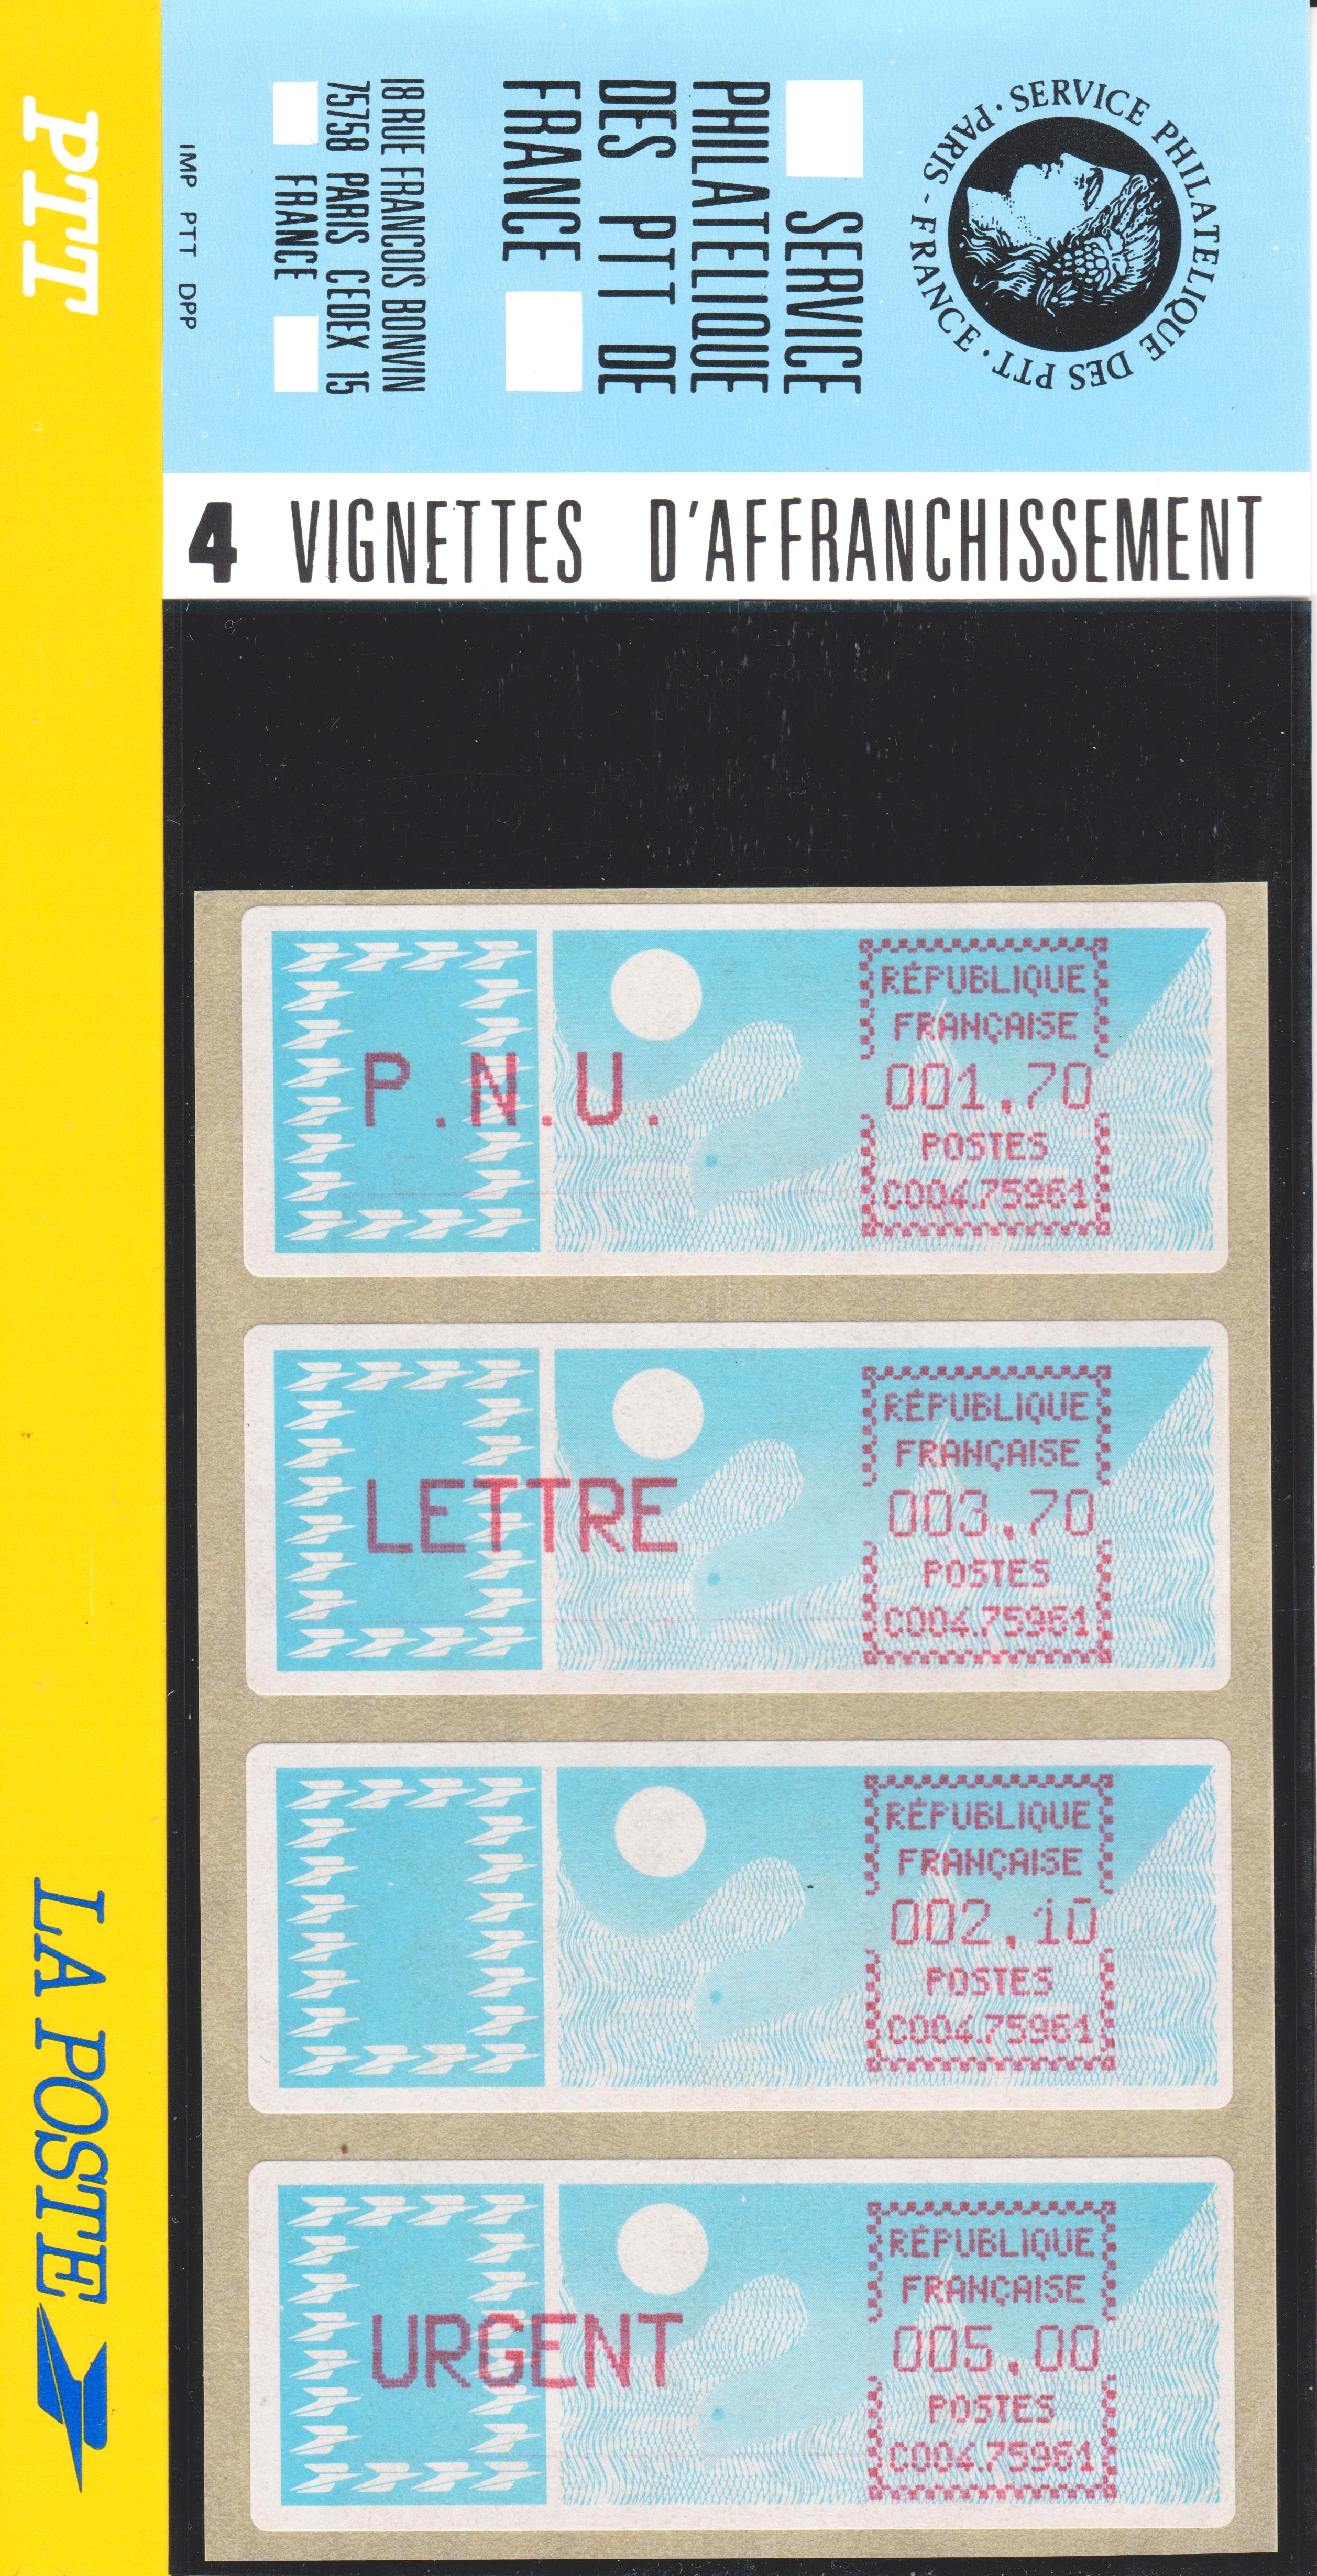 PTT
LA POSTE
SERVICE PHILATELIQUE DES PTT · PARIS - FRANCE ·
SERVICE
PHILATELIQUE
DES PTT DE
FRANCE
18 RUE FRANCOIS BONVIN
75758 PARIS CEDEX 15
FRANCE
IMP PTT DPP
4 VIGNETTES D'AFFRANCHISSEMENT
P.N.U.
RÉPUBLIQUE
FRANÇAISE
001,70
POSTES
C004.75961
LETTRE
RÉPUBLIQUE
FRANÇAISE
003,70
POSTES
C004.75961
RÉPUBLIQUE
FRANÇAISE
002,10
POSTES
C004.75961
URGENT
RÉPUBLIQUE
FRANÇAISE
005,00
POSTES
C004.75961